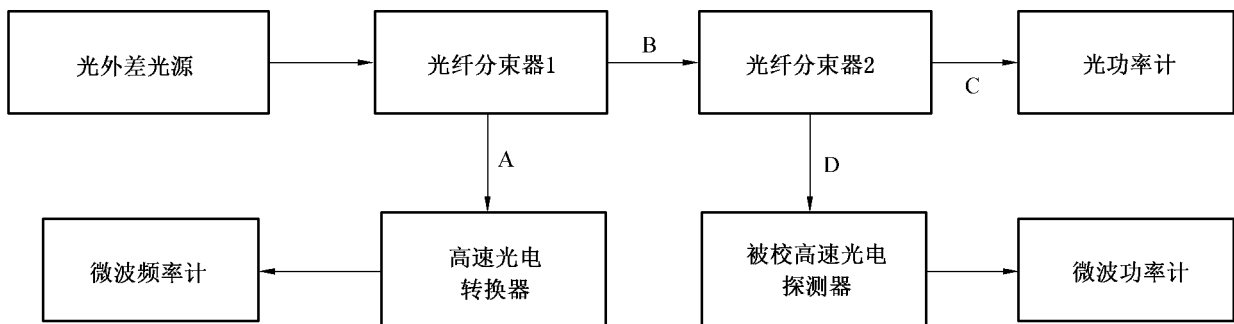 光外差光源
光纤分束器1
B
光纤分束器2
C
光功率计
A
D
微波频率计
高速光电
转换器
被校高速光电
探测器
微波功率计